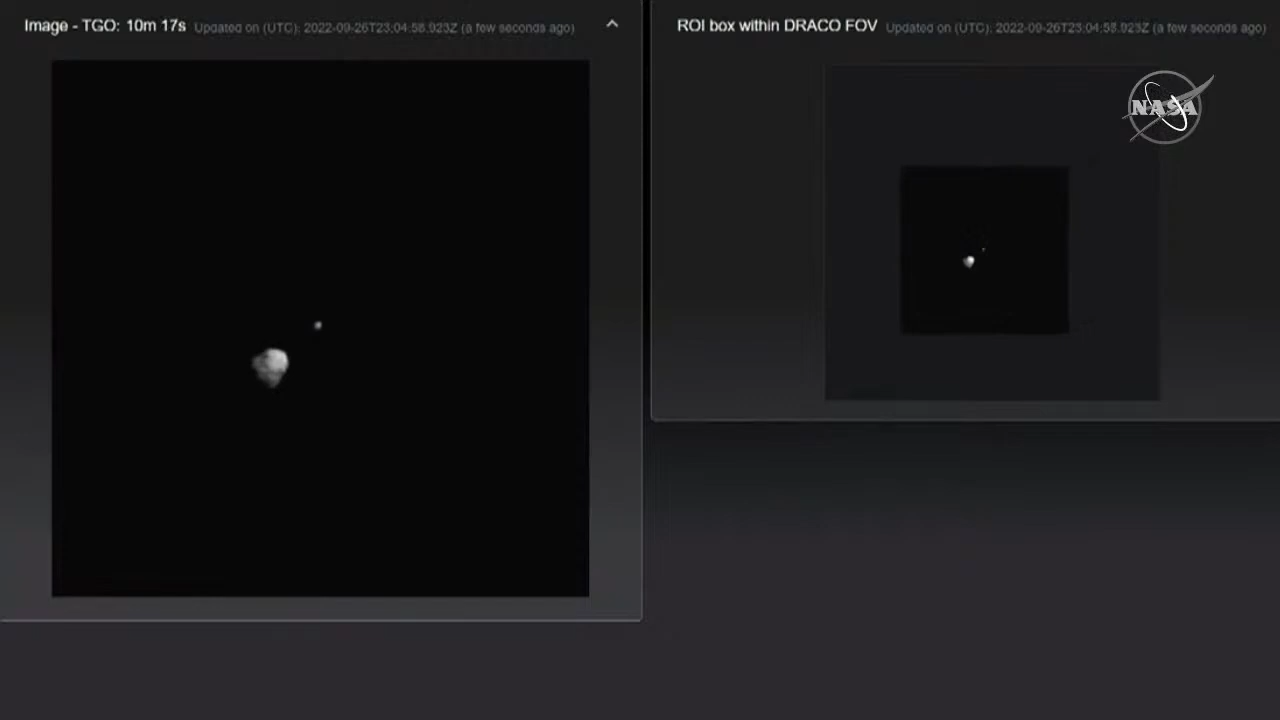 Image - TGO: 10m 17s Updated on (UTC): 2022-09-26T23:04:58.923Z (a few seconds ago)
ROI box within DRACO FOV Updated on (UTC): 2022-09-26T23:04:58.923Z (a few seconds ago)
NASA